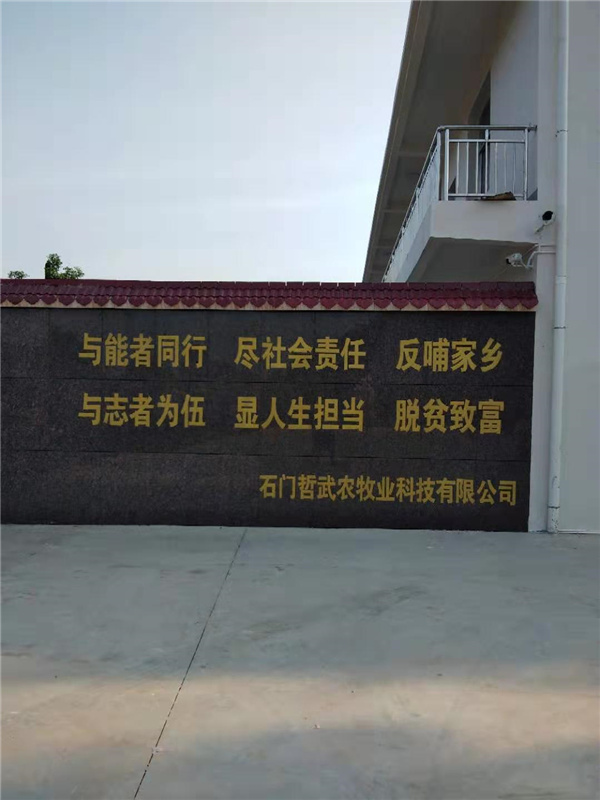 与能者同行 尽社会责任 反哺家乡
与志者为伍 显人生担当 脱贫致富
石门哲武农牧业科技有限公司